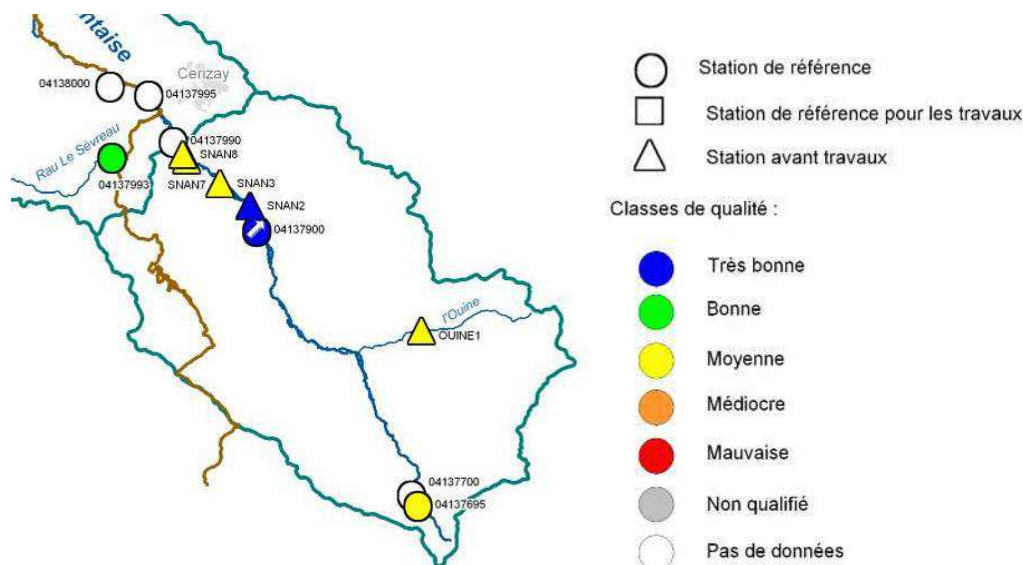 ntaise
Cerizay
04138000
04137995
04137990
Rau Le Sévreau
SNAN8
04137993
SNAN7
SNAN3
SNAN2
04137900
l'Ouine
OUINE1
04137700
04137695
Station de référence
Station de référence pour les travaux
Station avant travaux
Classes de qualité :
Très bonne
Bonne
Moyenne
Médiocre
Mauvaise
Non qualifié
Pas de données